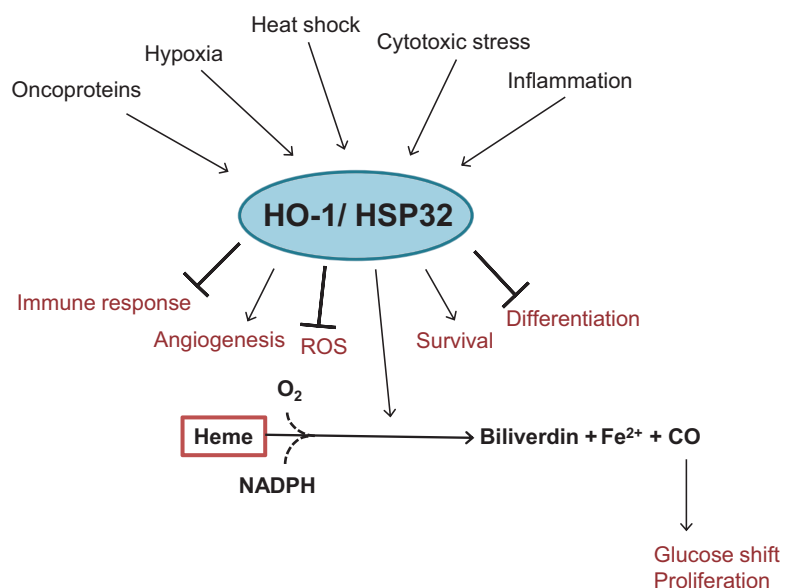 Heat shock
Cytotoxic stress
Hypoxia
Inflammation
Oncoproteins
HO-1/ HSP32
Immune response
Angiogenesis
ROS
Survival
Differentiation
O₂
Heme
Biliverdin + Fe²⁺ + CO
NADPH
Glucose shift
Proliferation